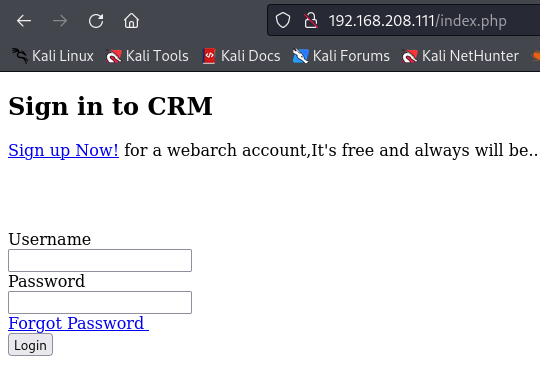 192.168.208.111/index.php
Kali Linux Kali Tools Kali Docs Kali Forums Kali NetHunter
Sign in to CRM
Sign up Now! for a webarch account,It's free and always will be..
Username
Password
Forgot Password
Login